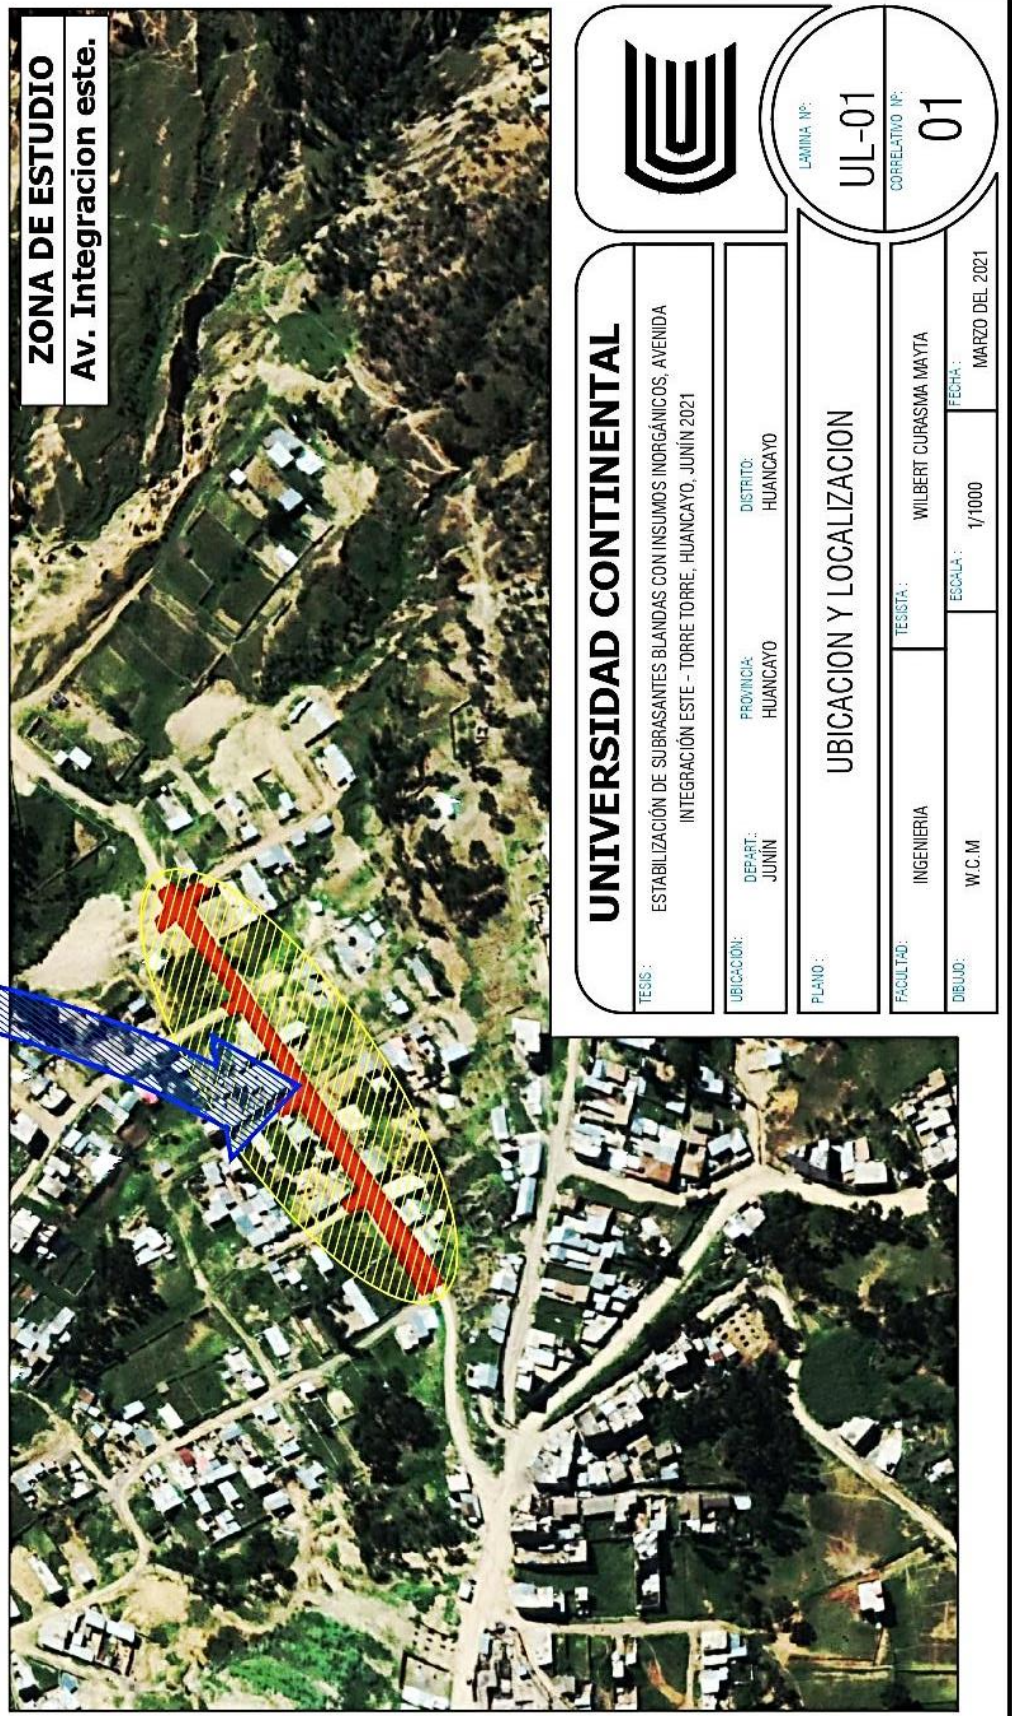 ZONA DE ESTUDIO
Av. Integracion este.
UNIVERSIDAD CONTINENTAL
TESIS :
ESTABILIZACIÓN DE SUBRASANTES BLANDAS CON INSUMOS INORGÁNICOS, AVENIDA
INTEGRACIÓN ESTE - TORRE TORRE, HUANCAYO, JUNÍN 2021
UBICACIÓN: DEPART.: PROVINCIA: DISTRITO:
JUNÍN HUANCAYO HUANCAYO
PLANO :
UBICACION Y LOCALIZACION
LAMINA Nº:
UL-01
CORRELATIVO Nº:
01
FACULTAD: TESISTA :
INGENIERIA WILBERT CURASMA MAYTA
DIBUJO: ESCALA : FECHA :
W.C.M 1/1000 MARZO DEL 2021